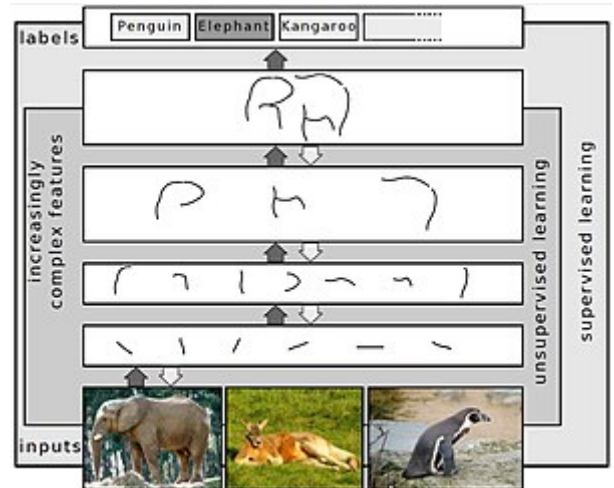 labels
Penguin
Elephant
Kangaroo
increasingly
complex features
unsupervised learning
supervised learning
inputs